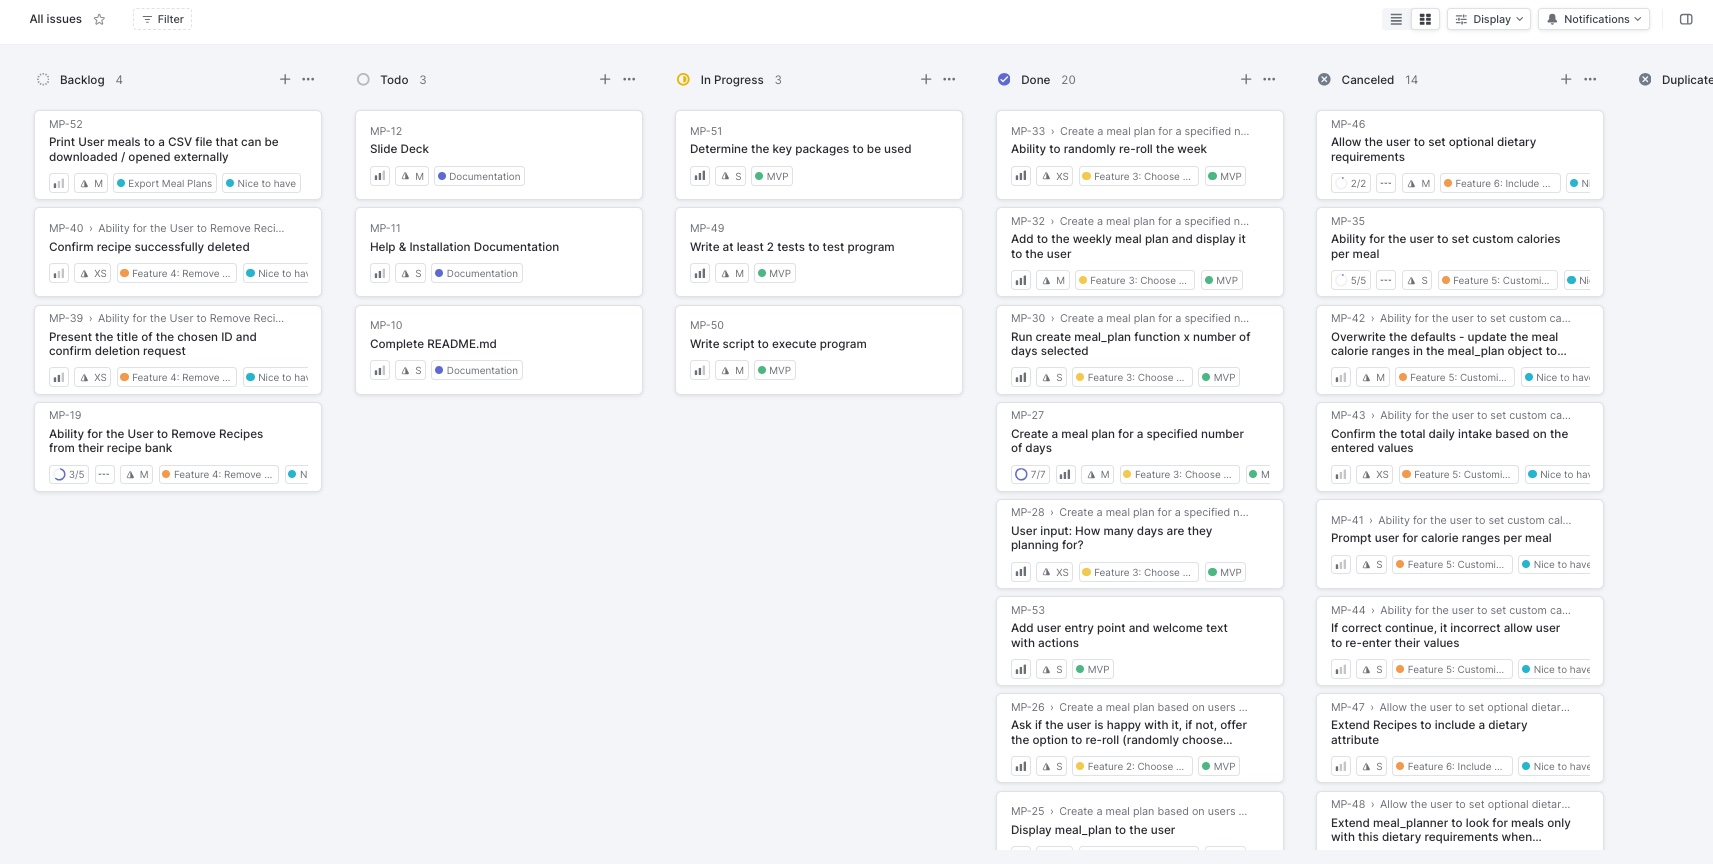 All issues
Filter
Display
Notifications
Backlog 4
MP-52
Print User meals to a CSV file that can be
downloaded / opened externally
M Export Meal Plans Nice to have
MP-40 › Ability for the User to Remove Reci...
Confirm recipe successfully deleted
XS Feature 4: Remove ... Nice to hav
MP-39 › Ability for the User to Remove Reci...
Present the title of the chosen ID and
confirm deletion request
XS Feature 4: Remove ... Nice to hav
MP-19
Ability for the User to Remove Recipes
from their recipe bank
3/5 --- M Feature 4: Remove ... N
Todo 3
MP-12
Slide Deck
M Documentation
MP-11
Help & Installation Documentation
S Documentation
MP-10
Complete README.md
S Documentation
In Progress 3
MP-51
Determine the key packages to be used
S MVP
MP-49
Write at least 2 tests to test program
M MVP
MP-50
Write script to execute program
M MVP
Done 20
MP-33 › Create a meal plan for a specified n...
Ability to randomly re-roll the week
XS Feature 3: Choose ... MVP
MP-32 › Create a meal plan for a specified n...
Add to the weekly meal plan and display it
to the user
M Feature 3: Choose ... MVP
MP-30 › Create a meal plan for a specified n...
Run create meal_plan function x number of
days selected
S Feature 3: Choose ... MVP
MP-27
Create a meal plan for a specified number
of days
7/7 M Feature 3: Choose ... M
MP-28 › Create a meal plan for a specified n...
User input: How many days are they
planning for?
XS Feature 3: Choose ... MVP
MP-53
Add user entry point and welcome text
with actions
S MVP
MP-26 › Create a meal plan based on users ...
Ask if the user is happy with it, if not, offer
the option to re-roll (randomly choose...
S Feature 2: Choose ... MVP
MP-25 › Create a meal plan based on users ...
Display meal_plan to the user
Canceled 14
MP-46
Allow the user to set optional dietary
requirements
2/2 --- M Feature 6: Include ... N
MP-35
Ability for the user to set custom calories
per meal
5/5 --- S Feature 5: Customi... Ni
MP-42 › Ability for the user to set custom ca...
Overwrite the defaults - update the meal
calorie ranges in the meal_plan object to...
M Feature 5: Customi... Nice to have
MP-43 › Ability for the user to set custom ca...
Confirm the total daily intake based on the
entered values
XS Feature 5: Customi... Nice to hav
MP-41 › Ability for the user to set custom cal...
Prompt user for calorie ranges per meal
S Feature 5: Customi... Nice to have
MP-44 › Ability for the user to set custom ca...
If correct continue, it incorrect allow user
to re-enter their values
S Feature 5: Customi... Nice to have
MP-47 › Allow the user to set optional dietar...
Extend Recipes to include a dietary
attribute
S Feature 6: Include ... Nice to have
MP-48 › Allow the user to set optional dietar...
Extend meal_planner to look for meals only
with this dietary requirements when...
Duplicate